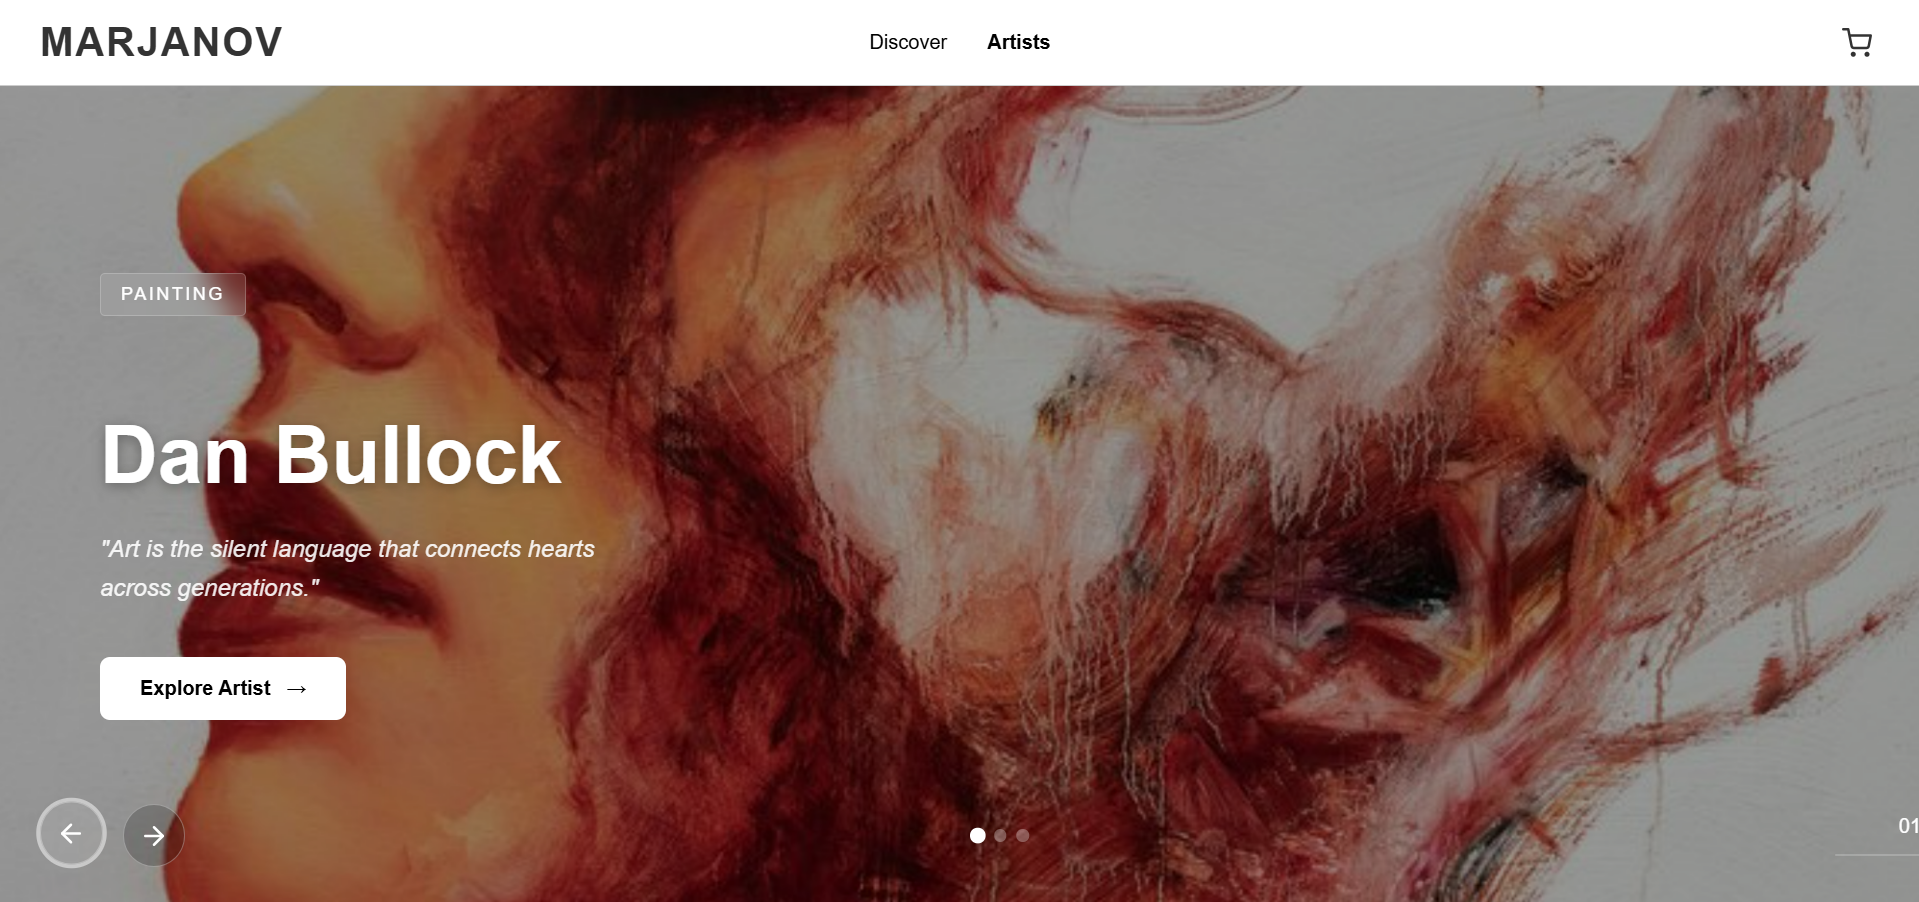 MARJANOV
Discover
Artists
PAINTING
Dan Bullock
"Art is the silent language that connects hearts
across generations."
Explore Artist →
01